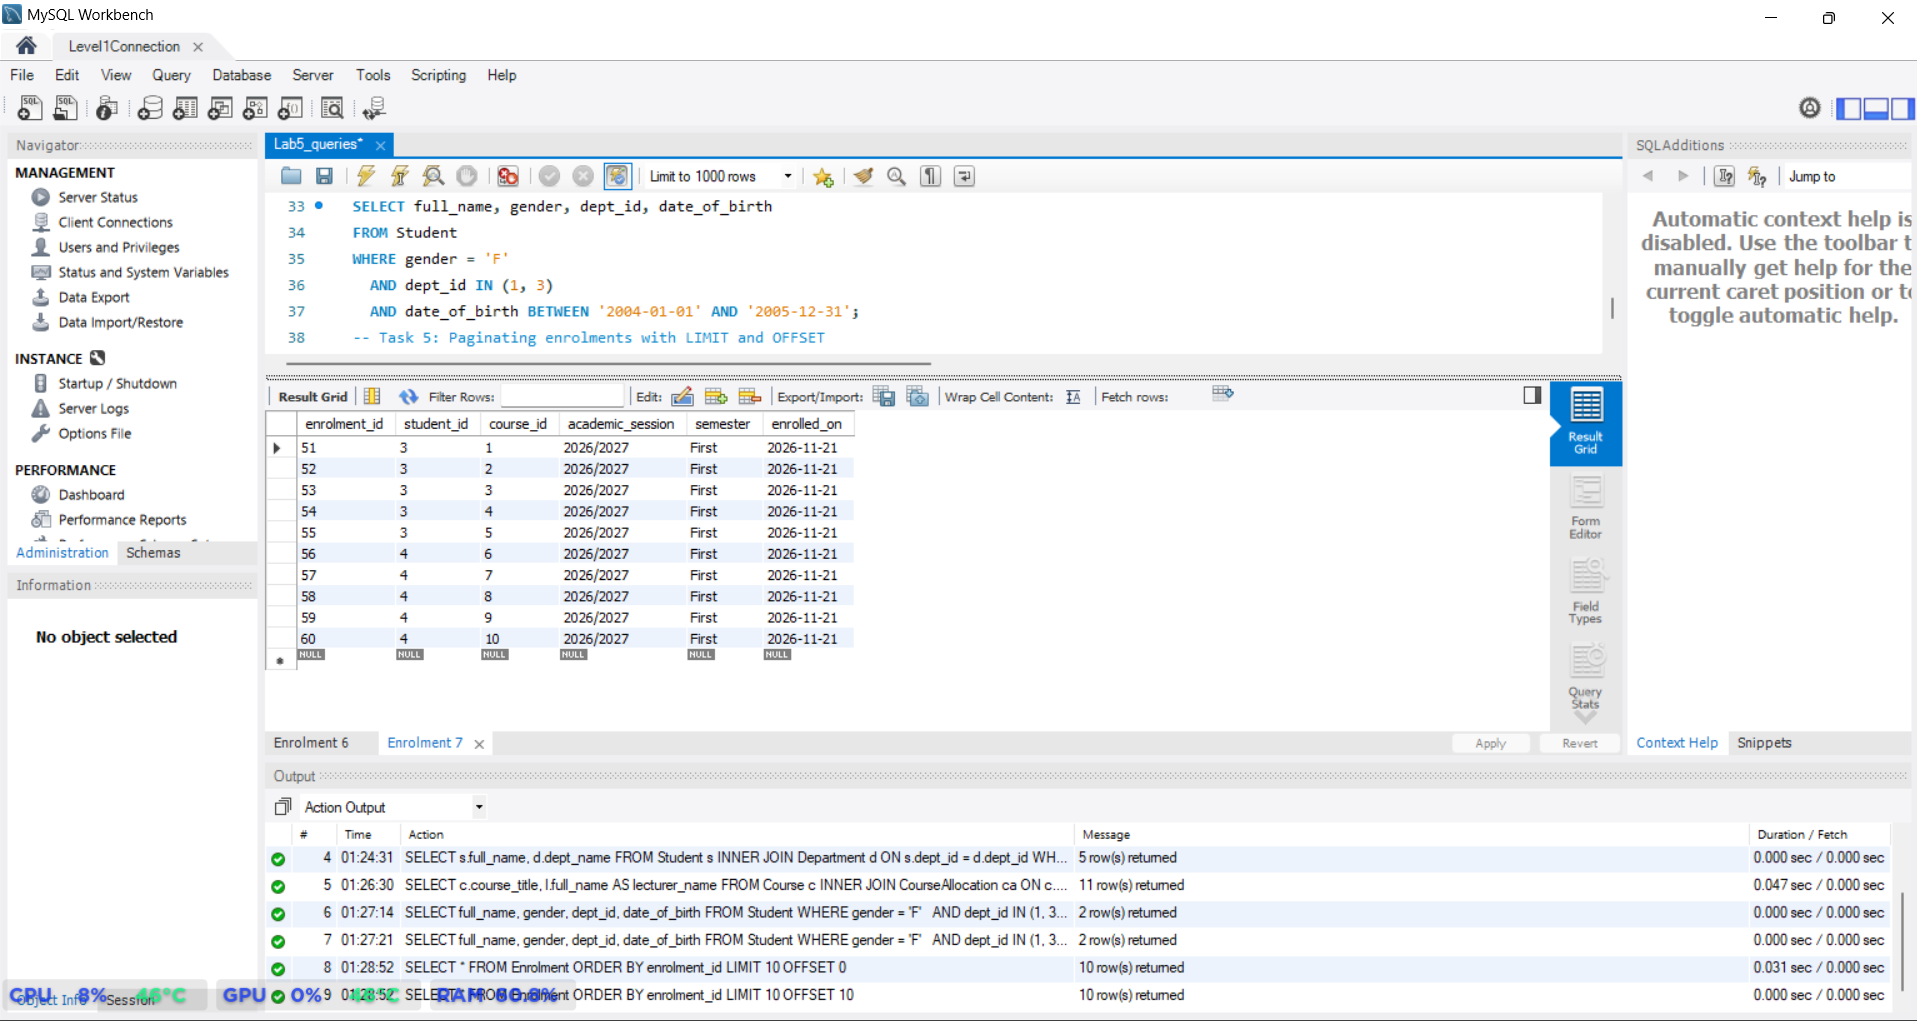 MySQL Workbench
Level1Connection
File Edit View Query Database Server Tools Scripting Help
Navigator
MANAGEMENT
Server Status
Client Connections
Users and Privileges
Status and System Variables
Data Export
Data Import/Restore
INSTANCE
Startup / Shutdown
Server Logs
Options File
PERFORMANCE
Dashboard
Performance Reports
Administration Schemas
Information
No object selected
Object Info Session
Lab5_queries*
Limit to 1000 rows
33 SELECT full_name, gender, dept_id, date_of_birth
34 FROM Student
35 WHERE gender = 'F'
36 AND dept_id IN (1, 3)
37 AND date_of_birth BETWEEN '2004-01-01' AND '2005-12-31';
38 -- Task 5: Paginating enrolments with LIMIT and OFFSET
Result Grid Filter Rows: Edit: Export/Import: Wrap Cell Content: Fetch rows:
enrolment_id student_id course_id academic_session semester enrolled_on
51 3 1 2026/2027 First 2026-11-21
52 3 2 2026/2027 First 2026-11-21
53 3 3 2026/2027 First 2026-11-21
54 3 4 2026/2027 First 2026-11-21
55 3 5 2026/2027 First 2026-11-21
56 4 6 2026/2027 First 2026-11-21
57 4 7 2026/2027 First 2026-11-21
58 4 8 2026/2027 First 2026-11-21
59 4 9 2026/2027 First 2026-11-21
60 4 10 2026/2027 First 2026-11-21
NULL NULL NULL NULL NULL NULL
Result
Grid
Form
Editor
Field
Types
Query
Stats
Enrolment 6 Enrolment 7 Apply Revert
SQLAdditions
Jump to
Automatic context help is
disabled. Use the toolbar t
manually get help for the
current caret position or to
toggle automatic help.
Context Help Snippets
Output
Action Output
# Time Action Message Duration / Fetch
4 01:24:31 SELECT s.full_name, d.dept_name FROM Student s INNER JOIN Department d ON s.dept_id = d.dept_id WH... 5 row(s) returned 0.000 sec / 0.000 sec
5 01:26:30 SELECT c.course_title, l.full_name AS lecturer_name FROM Course c INNER JOIN CourseAllocation ca ON c.... 11 row(s) returned 0.047 sec / 0.000 sec
6 01:27:14 SELECT full_name, gender, dept_id, date_of_birth FROM Student WHERE gender = 'F' AND dept_id IN (1, 3... 2 row(s) returned 0.000 sec / 0.000 sec
7 01:27:21 SELECT full_name, gender, dept_id, date_of_birth FROM Student WHERE gender = 'F' AND dept_id IN (1, 3... 2 row(s) returned 0.000 sec / 0.000 sec
8 01:28:52 SELECT * FROM Enrolment ORDER BY enrolment_id LIMIT 10 OFFSET 0 10 row(s) returned 0.031 sec / 0.000 sec
9 01:28:52 SELECT * FROM Enrolment ORDER BY enrolment_id LIMIT 10 OFFSET 10 10 row(s) returned 0.000 sec / 0.000 sec
CPU 8% GPU 0% RAM